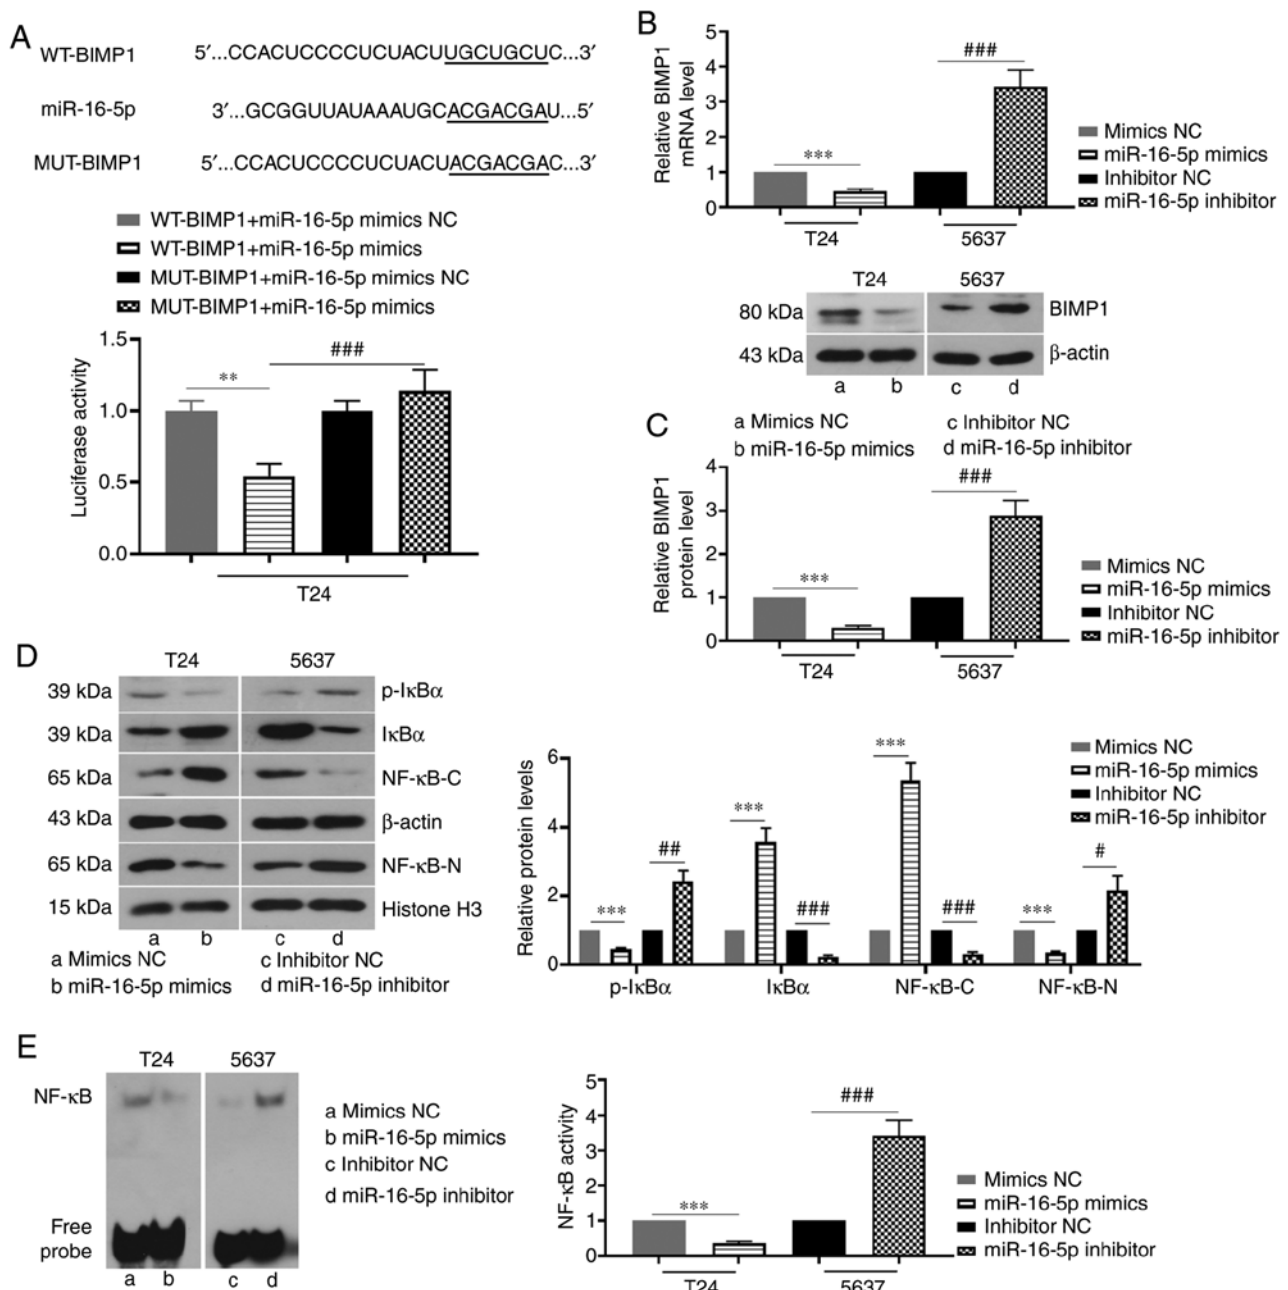 A
WT-BIMP1 5′...CCACUCCCCUCUACUUGCUGCUC...3′
miR-16-5p 3′...GCGGUUAUAAAUGCACGACGAU...5′
MUT-BIMP1 5′...CCACUCCCCUCUACUACGACGAC...3′
WT-BIMP1+miR-16-5p mimics NC
WT-BIMP1+miR-16-5p mimics
MUT-BIMP1+miR-16-5p mimics NC
MUT-BIMP1+miR-16-5p mimics
Luciferase activity
1.5
1.0
0.5
0.0
** ###
T24
B
Relative BIMP1
mRNA level
5
4
3
2
1
0
*** ###
T24 5637
Mimics NC
miR-16-5p mimics
Inhibitor NC
miR-16-5p inhibitor
T24 5637
80 kDa BIMP1
43 kDa β-actin
a b c d
a Mimics NC c Inhibitor NC
b miR-16-5p mimics d miR-16-5p inhibitor
C
Relative BIMP1
protein level
4
3
2
1
0
*** ###
T24 5637
Mimics NC
miR-16-5p mimics
Inhibitor NC
miR-16-5p inhibitor
D
T24 5637
39 kDa p-IκBα
39 kDa IκBα
65 kDa NF-κB-C
43 kDa β-actin
65 kDa NF-κB-N
15 kDa Histone H3
a b c d
a Mimics NC c Inhibitor NC
b miR-16-5p mimics d miR-16-5p inhibitor
Relative protein levels
6
4
2
0
*** ## *** ### *** ### *** #
p-IκBα IκBα NF-κB-C NF-κB-N
Mimics NC
miR-16-5p mimics
Inhibitor NC
miR-16-5p inhibitor
E
T24 5637
NF-κB
Free
probe
a b c d
a Mimics NC
b miR-16-5p mimics
c Inhibitor NC
d miR-16-5p inhibitor
NF-κB activity
5
4
3
2
1
0
*** ###
T24 5637
Mimics NC
miR-16-5p mimics
Inhibitor NC
miR-16-5p inhibitor